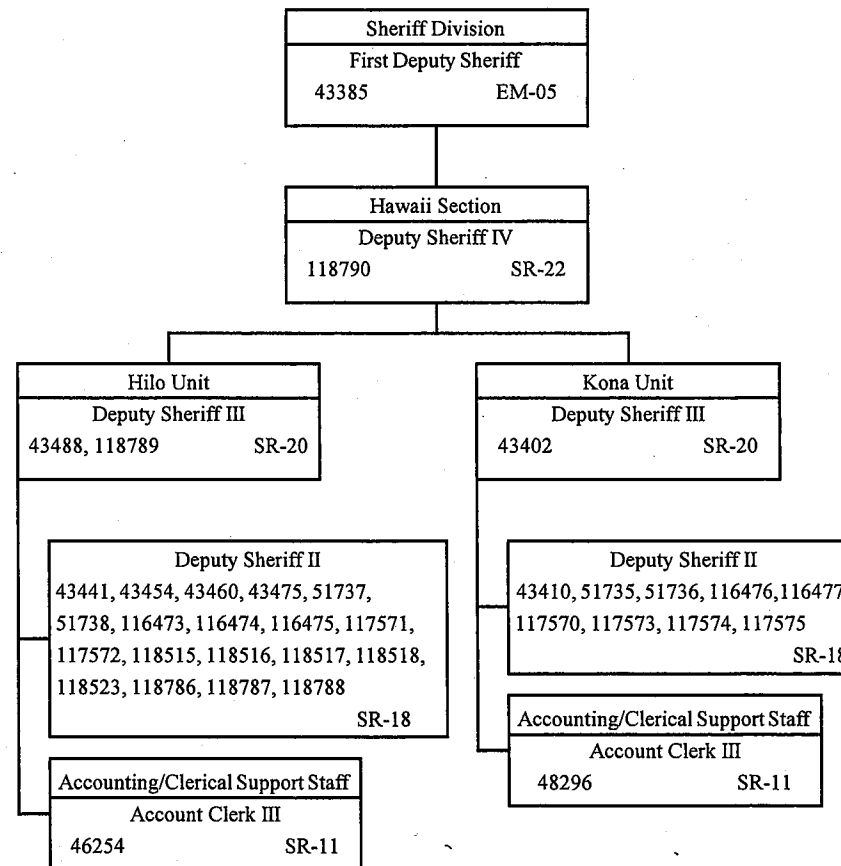 Sheriff Division
First Deputy Sheriff
43385 EM-05
Hawaii Section
Deputy Sheriff IV
118790 SR-22
Hilo Unit
Deputy Sheriff III
43488, 118789 SR-20
Deputy Sheriff II
43441, 43454, 43460, 43475, 51737,
51738, 116473, 116474, 116475, 117571,
117572, 118515, 118516, 118517, 118518,
118523, 118786, 118787, 118788
SR-18
Accounting/Clerical Support Staff
Account Clerk III
46254 SR-11
Kona Unit
Deputy Sheriff III
43402 SR-20
Deputy Sheriff II
43410, 51735, 51736, 116476,116477
117570, 117573, 117574, 117575
SR-18
Accounting/Clerical Support Staff
Account Clerk III
48296 SR-11